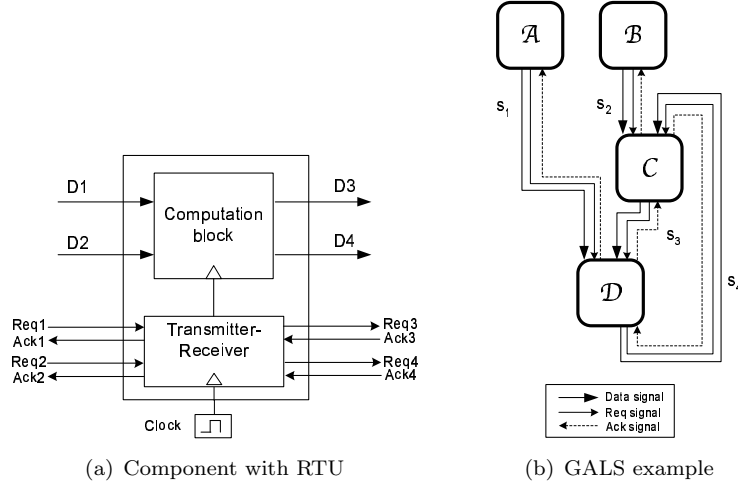 D1
D2
Computation
block
D3
D4
Req1
Ack1
Req2
Ack2
Transmitter-
Receiver
Req3
Ack3
Req4
Ack4
Clock
(a) Component with RTU
A
B
s1
s2
C
s3
D
s4
Data signal
Req signal
Ack signal
(b) GALS example